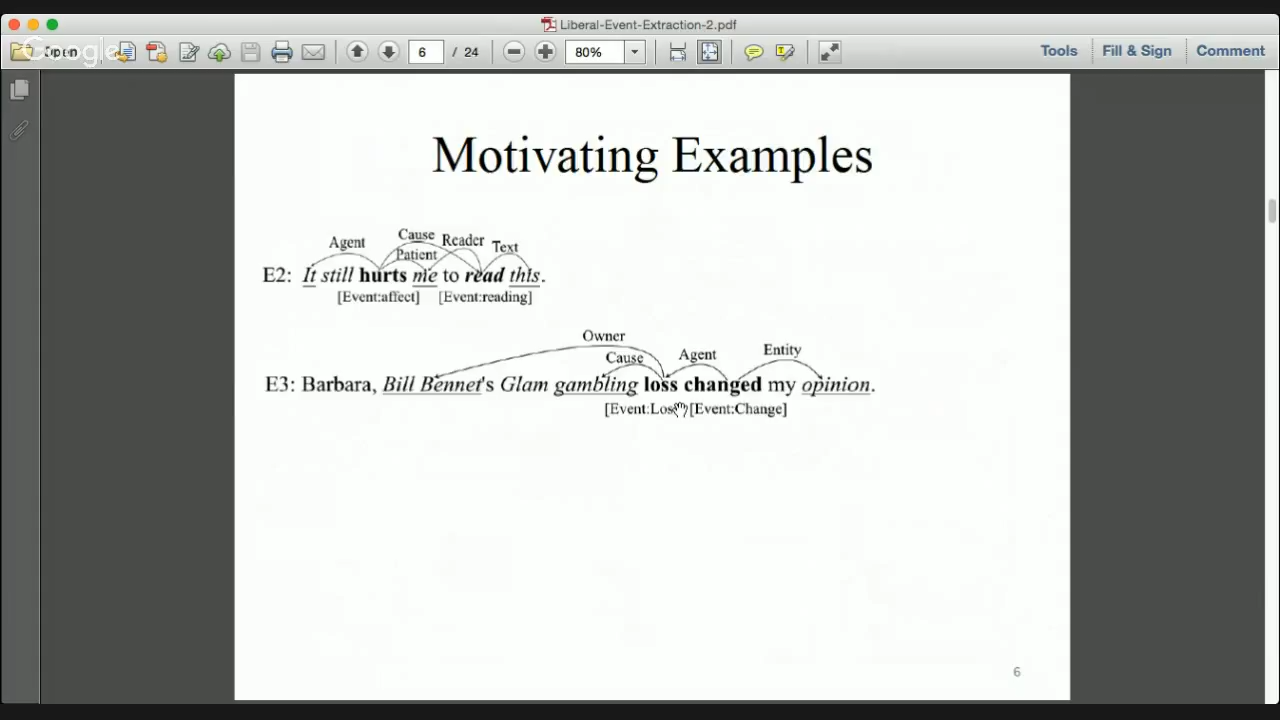 Liberal-Event-Extraction-2.pdf
Google
Open
6 / 24
80%
Tools
Fill & Sign
Comment
Motivating Examples
Agent Cause Reader Text
Patient
E2: It still hurts me to read this.
[Event:affect] [Event:reading]
Owner
Cause Agent Entity
E3: Barbara, Bill Bennet's Glam gambling loss changed my opinion.
[Event:Loss] [Event:Change]
6